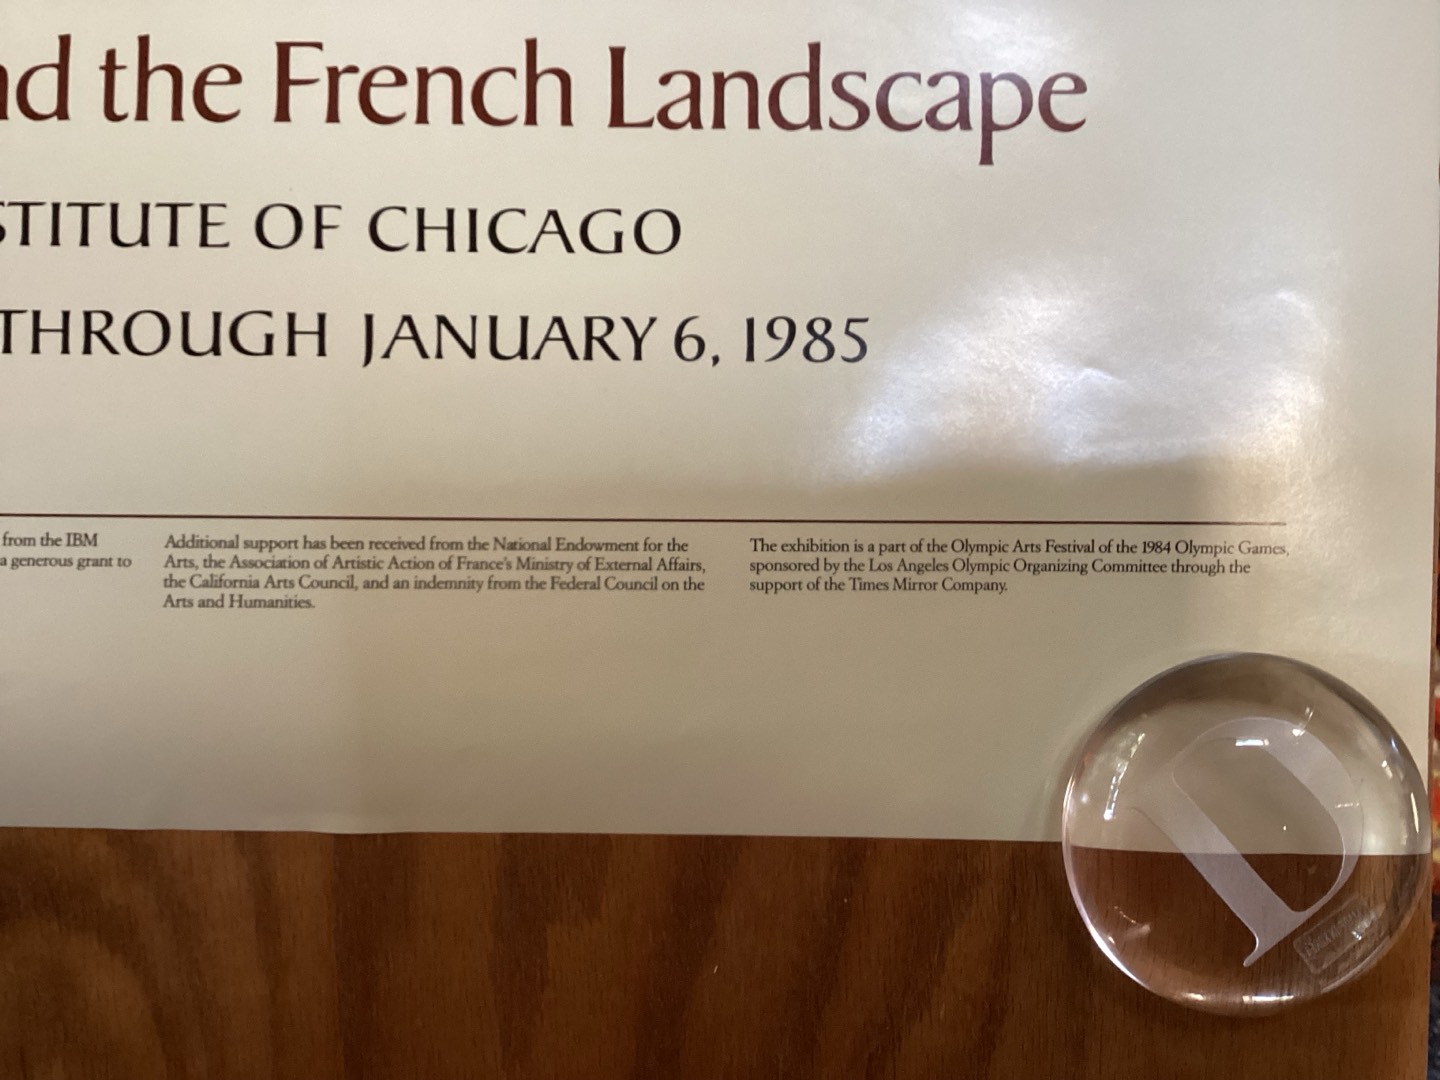 nd the French Landscape
STITUTE OF CHICAGO
THROUGH JANUARY 6, 1985
from the IBM
a generous grant to
Additional support has been received from the National Endowment for the
Arts, the Association of Artistic Action of France's Ministry of External Affairs,
the California Arts Council, and an indemnity from the Federal Council on the
Arts and Humanities.
The exhibition is a part of the Olympic Arts Festival of the 1984 Olympic Games,
sponsored by the Los Angeles Olympic Organizing Committee through the
support of the Times Mirror Company.
D